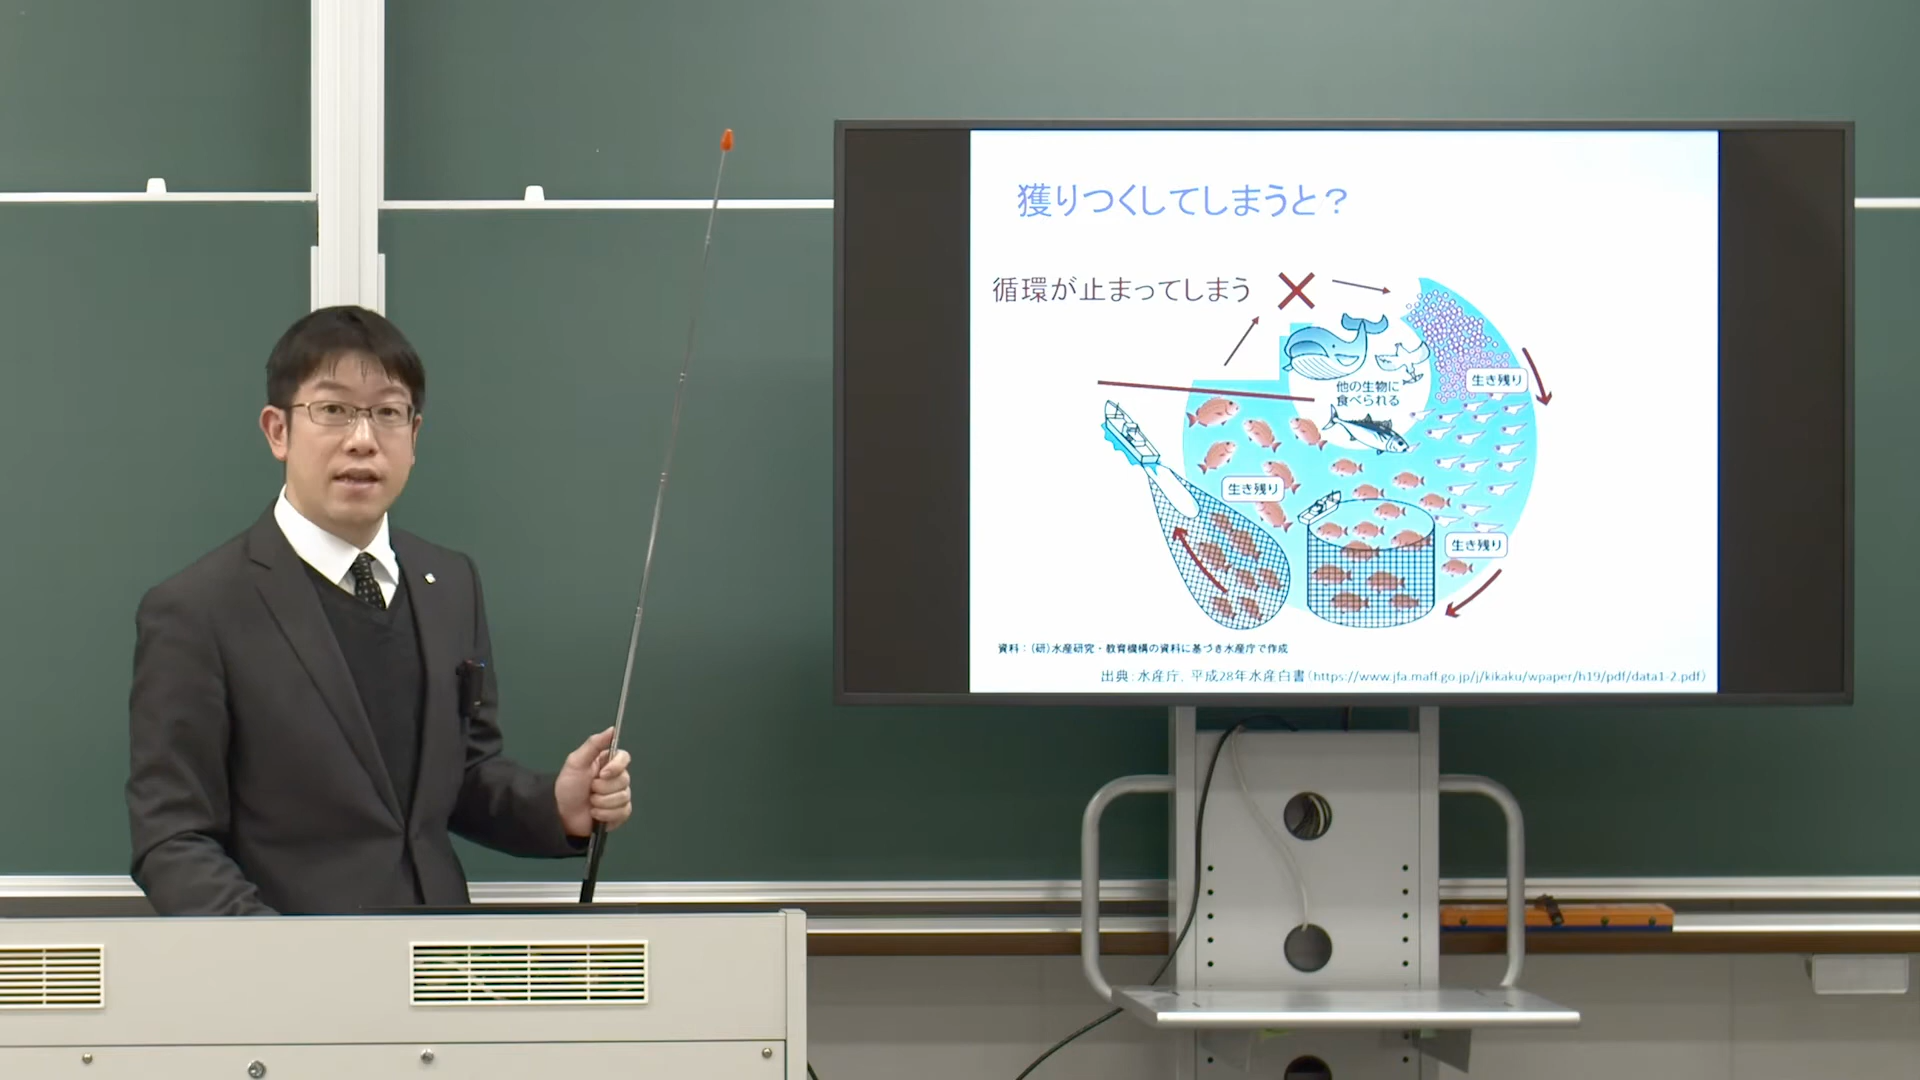 獲りつくしてしまうと？
循環が止まってしまう
生き残り
他の生物に
食べられる
生き残り
生き残り
資料：（研）水産研究・教育機構の資料に基づき水産庁で作成
出典：水産庁，平成28年水産白書（https://www.jfa.maff.go.jp/j/kikaku/wpaper/h19/pdf/data1-2.pdf）